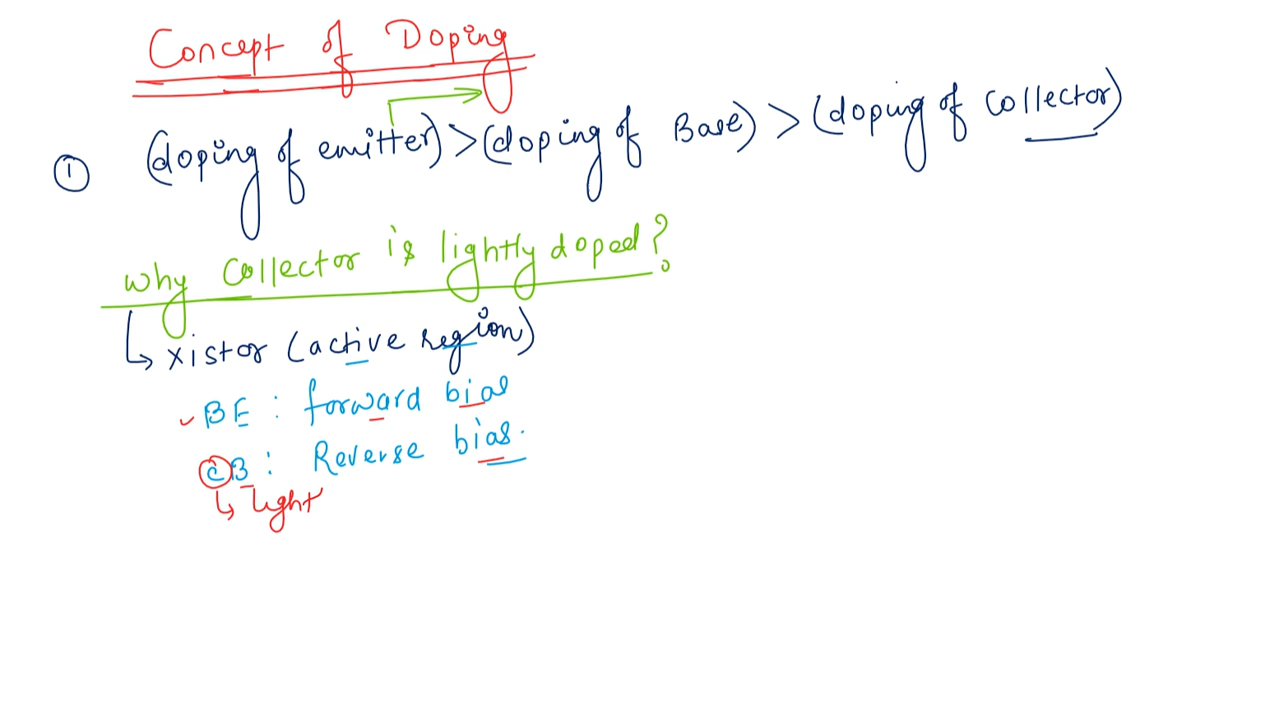 Concept of Doping
① (doping of emitter) > (doping of Base) > (doping of collector)
why collector is lightly doped?
↳ xistor (active region)
✓ BE : forward bias
CB : Reverse bias.
↳ light